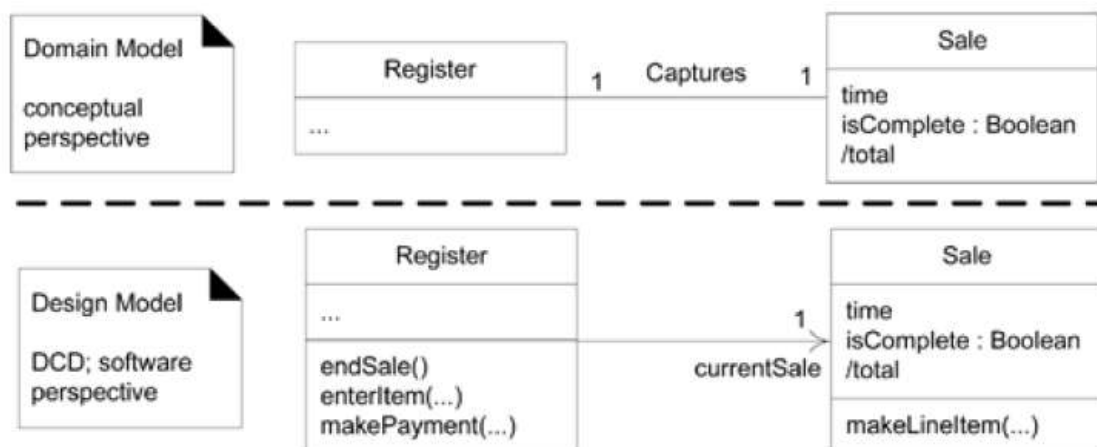 Domain Model
conceptual
perspective
Register
...
1 Captures 1
Sale
time
isComplete : Boolean
/total
Design Model
DCD; software
perspective
Register
...
endSale()
enterItem(...)
makePayment(...)
1
currentSale
Sale
time
isComplete : Boolean
/total
makeLineItem(...)